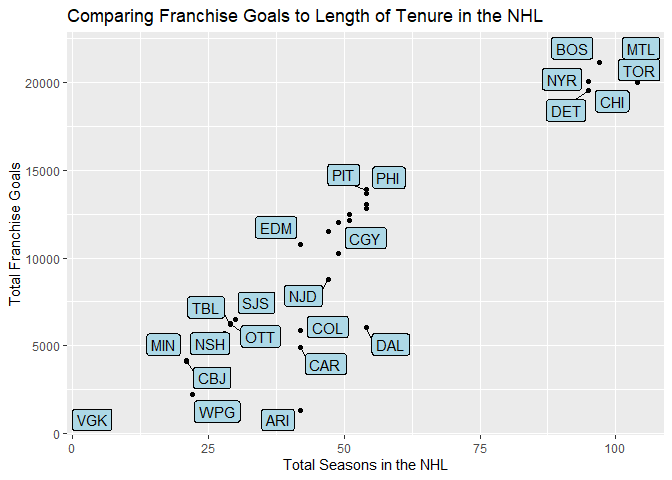 Comparing Franchise Goals to Length of Tenure in the NHL
BOS MTL
TOR
20000 NYR
CHI
DET
15000 PIT PHI
EDM
CGY
10000
NJD
SJS
TBL
COL
OTT
5000 MIN NSH DAL
CAR
CBJ
WPG
VGK ARI
0
0 25 50 75 100
Total Seasons in the NHL
Total Franchise Goals